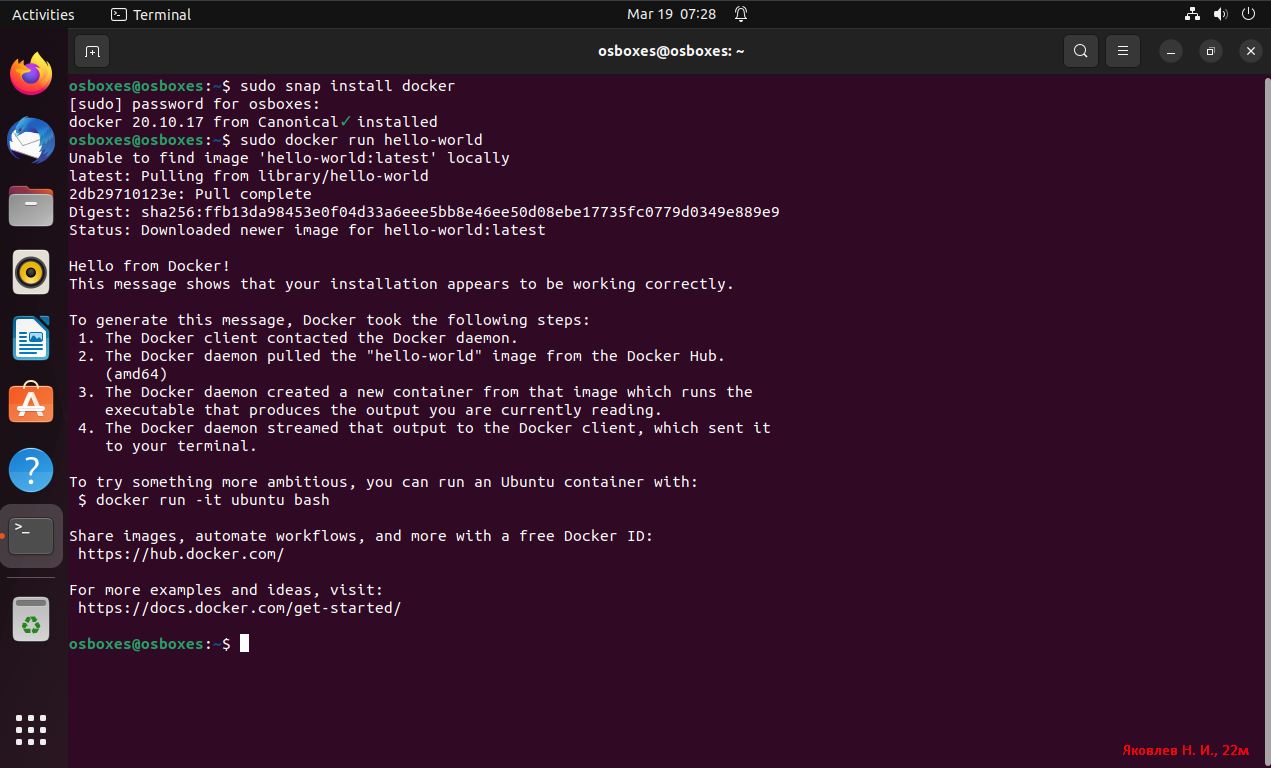 Activities
Terminal
Mar 19 07:28
osboxes@osboxes: ~
osboxes@osboxes:~$ sudo snap install docker
[sudo] password for osboxes:
docker 20.10.17 from Canonical✓ installed
osboxes@osboxes:~$ sudo docker run hello-world
Unable to find image 'hello-world:latest' locally
latest: Pulling from library/hello-world
2db29710123e: Pull complete
Digest: sha256:ffb13da98453e0f04d33a6eee5bb8e46ee50d08ebe17735fc0779d0349e889e9
Status: Downloaded newer image for hello-world:latest

Hello from Docker!
This message shows that your installation appears to be working correctly.

To generate this message, Docker took the following steps:
 1. The Docker client contacted the Docker daemon.
 2. The Docker daemon pulled the "hello-world" image from the Docker Hub.
    (amd64)
 3. The Docker daemon created a new container from that image which runs the
    executable that produces the output you are currently reading.
 4. The Docker daemon streamed that output to the Docker client, which sent it
    to your terminal.

To try something more ambitious, you can run an Ubuntu container with:
 $ docker run -it ubuntu bash

Share images, automate workflows, and more with a free Docker ID:
 https://hub.docker.com/

For more examples and ideas, visit:
 https://docs.docker.com/get-started/

osboxes@osboxes:~$
Яковлев Н. И., 22м